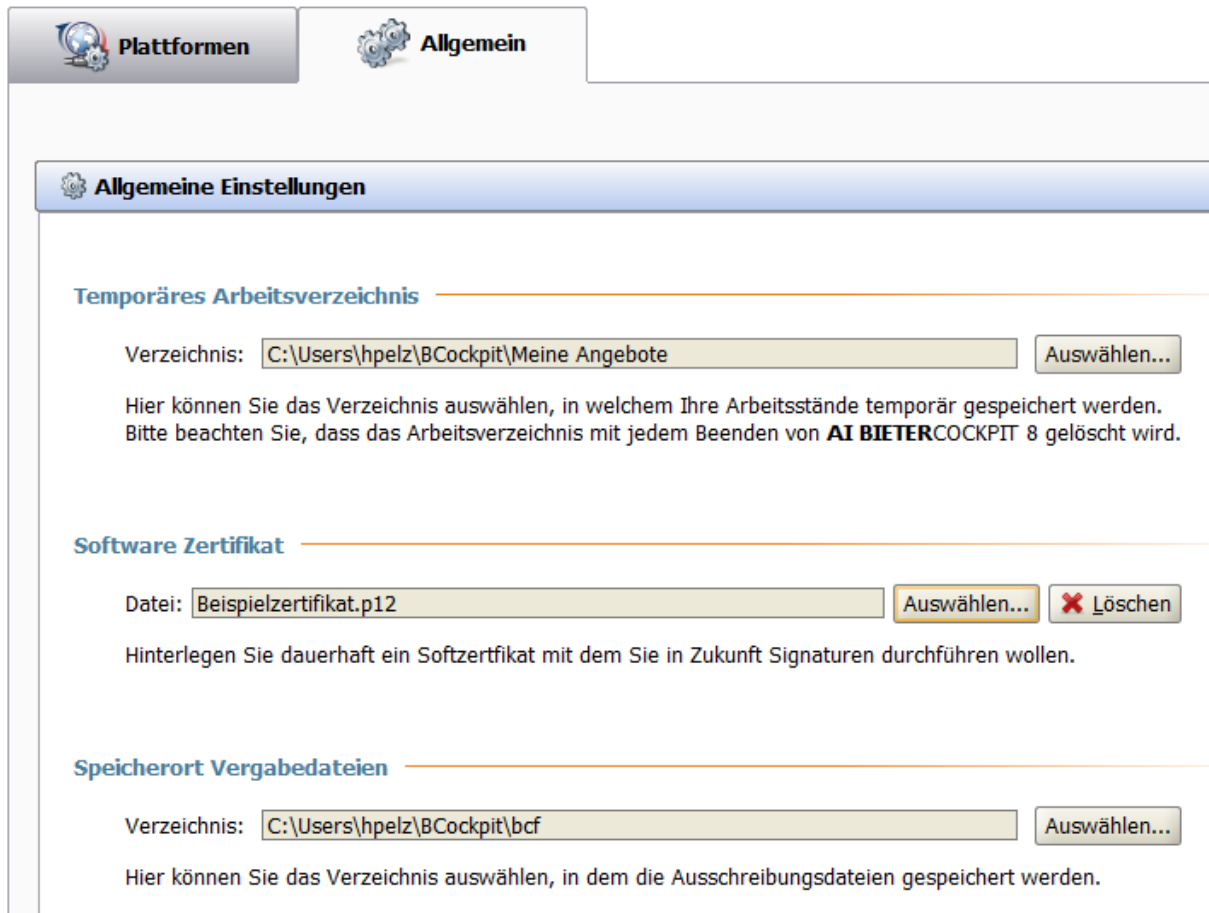 Plattformen
Allgemein
Allgemeine Einstellungen
Temporäres Arbeitsverzeichnis
Verzeichnis: C:\Users\hpelz\BCockpit\Meine Angebote Auswählen...
Hier können Sie das Verzeichnis auswählen, in welchem Ihre Arbeitsstände temporär gespeichert werden.
Bitte beachten Sie, dass das Arbeitsverzeichnis mit jedem Beenden von AI BIETERCOCKPIT 8 gelöscht wird.
Software Zertifikat
Datei: Beispielzertifikat.p12 Auswählen... Löschen
Hinterlegen Sie dauerhaft ein Softzertfikat mit dem Sie in Zukunft Signaturen durchführen wollen.
Speicherort Vergabedateien
Verzeichnis: C:\Users\hpelz\BCockpit\bcf Auswählen...
Hier können Sie das Verzeichnis auswählen, in dem die Ausschreibungsdateien gespeichert werden.